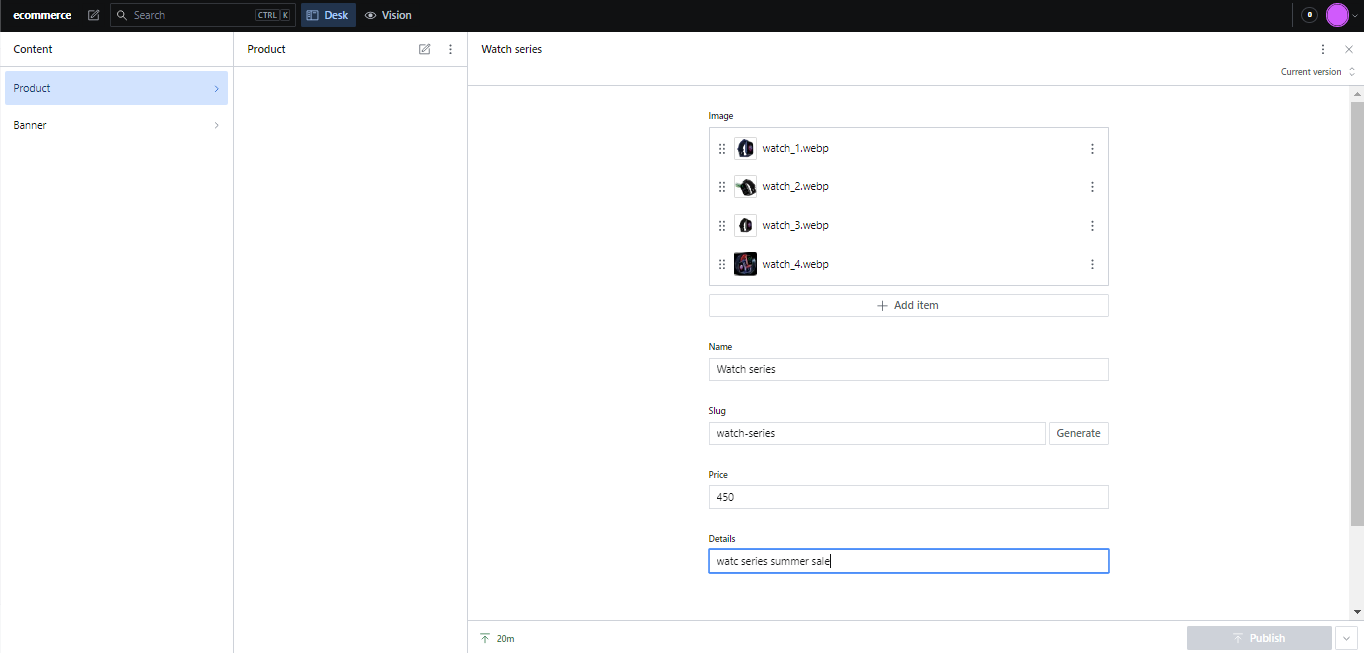 ecommerce Search CTRL K Desk Vision 0
Content
Product
Banner
Product
Watch series
Current version
Image
watch_1.webp
watch_2.webp
watch_3.webp
watch_4.webp
Add item
Name
Watch series
Slug
watch-series Generate
Price
450
Details
watc series summer sale
20m Publish